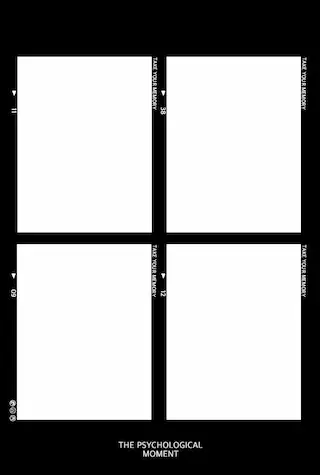 TAKE YOUR MEMORY
11
TAKE YOUR MEMORY
38
TAKE YOUR MEMORY
09
TAKE YOUR MEMORY
12
THE PSYCHOLOGICAL
MOMENT